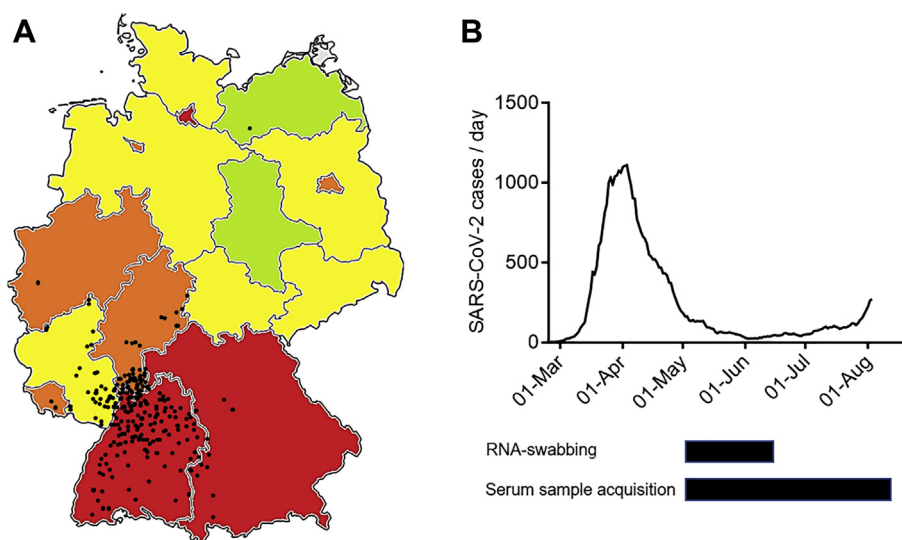 A
B
SARS-CoV-2 cases / day
1500
1000
500
0
01-Mar
01-Apr
01-May
01-Jun
01-Jul
01-Aug
RNA-swabbing
Serum sample acquisition